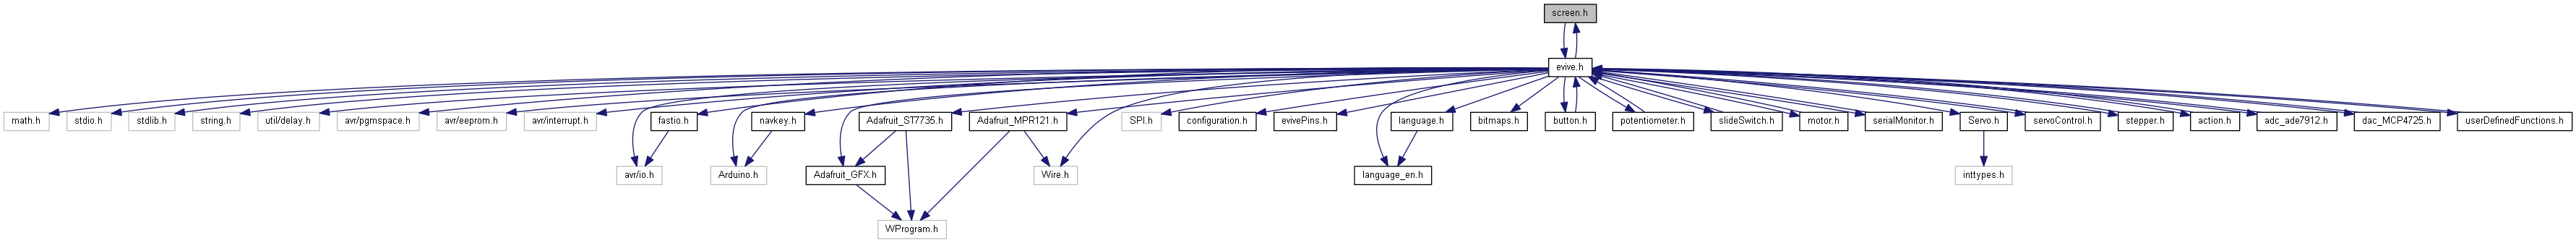 screen.h
evive.h
math.h
stdio.h
stdlib.h
string.h
util/delay.h
avr/pgmspace.h
avr/eeprom.h
avr/interrupt.h
fastio.h
navkey.h
Adafruit_ST7735.h
Adafruit_MPR121.h
SPI.h
configuration.h
evivePins.h
language.h
bitmaps.h
button.h
potentiometer.h
slideSwitch.h
motor.h
serialMonitor.h
Servo.h
servoControl.h
stepper.h
action.h
adc_ade7912.h
dac_MCP4725.h
userDefinedFunctions.h
avr/io.h
Arduino.h
Adafruit_GFX.h
Wire.h
language_en.h
inttypes.h
WProgram.h